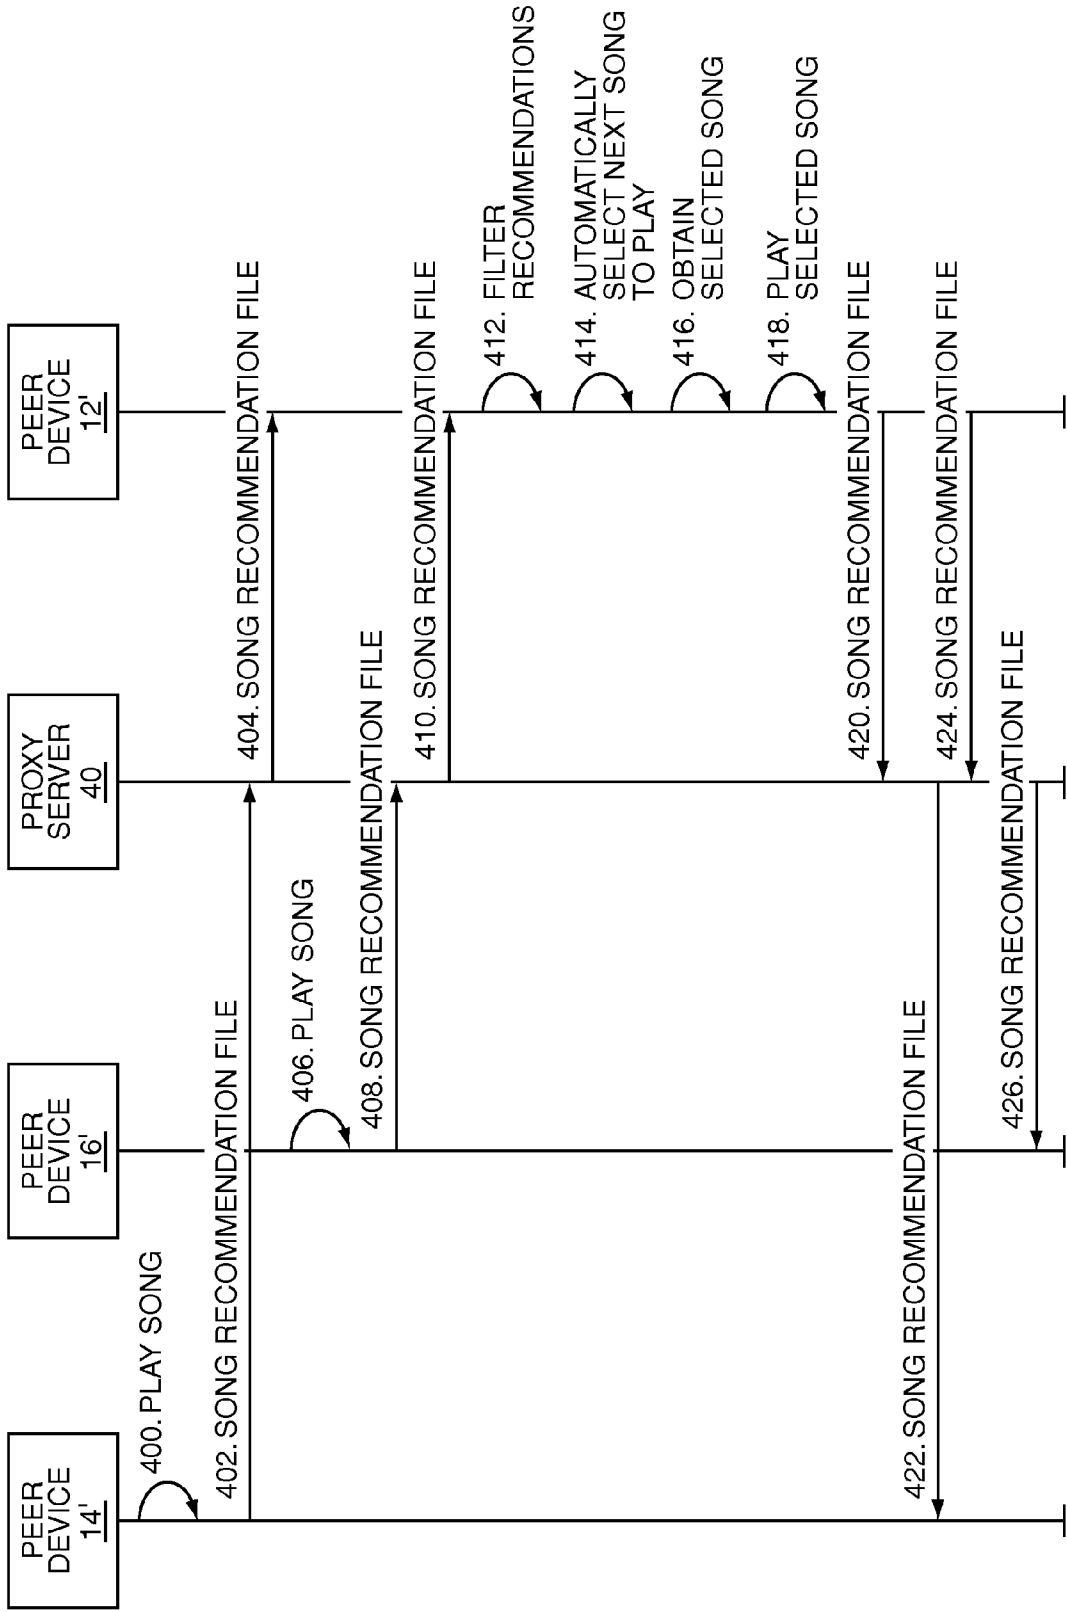 PEER
DEVICE
14'
PEER
DEVICE
16'
PROXY
SERVER
40
PEER
DEVICE
12'
400. PLAY SONG
402. SONG RECOMMENDATION FILE
404. SONG RECOMMENDATION FILE
406. PLAY SONG
408. SONG RECOMMENDATION FILE
410. SONG RECOMMENDATION FILE
412. FILTER
RECOMMENDATIONS
414. AUTOMATICALLY
SELECT NEXT SONG
TO PLAY
416. OBTAIN
SELECTED SONG
418. PLAY
SELECTED SONG
420. SONG RECOMMENDATION FILE
422. SONG RECOMMENDATION FILE
424. SONG RECOMMENDATION FILE
426. SONG RECOMMENDATION FILE